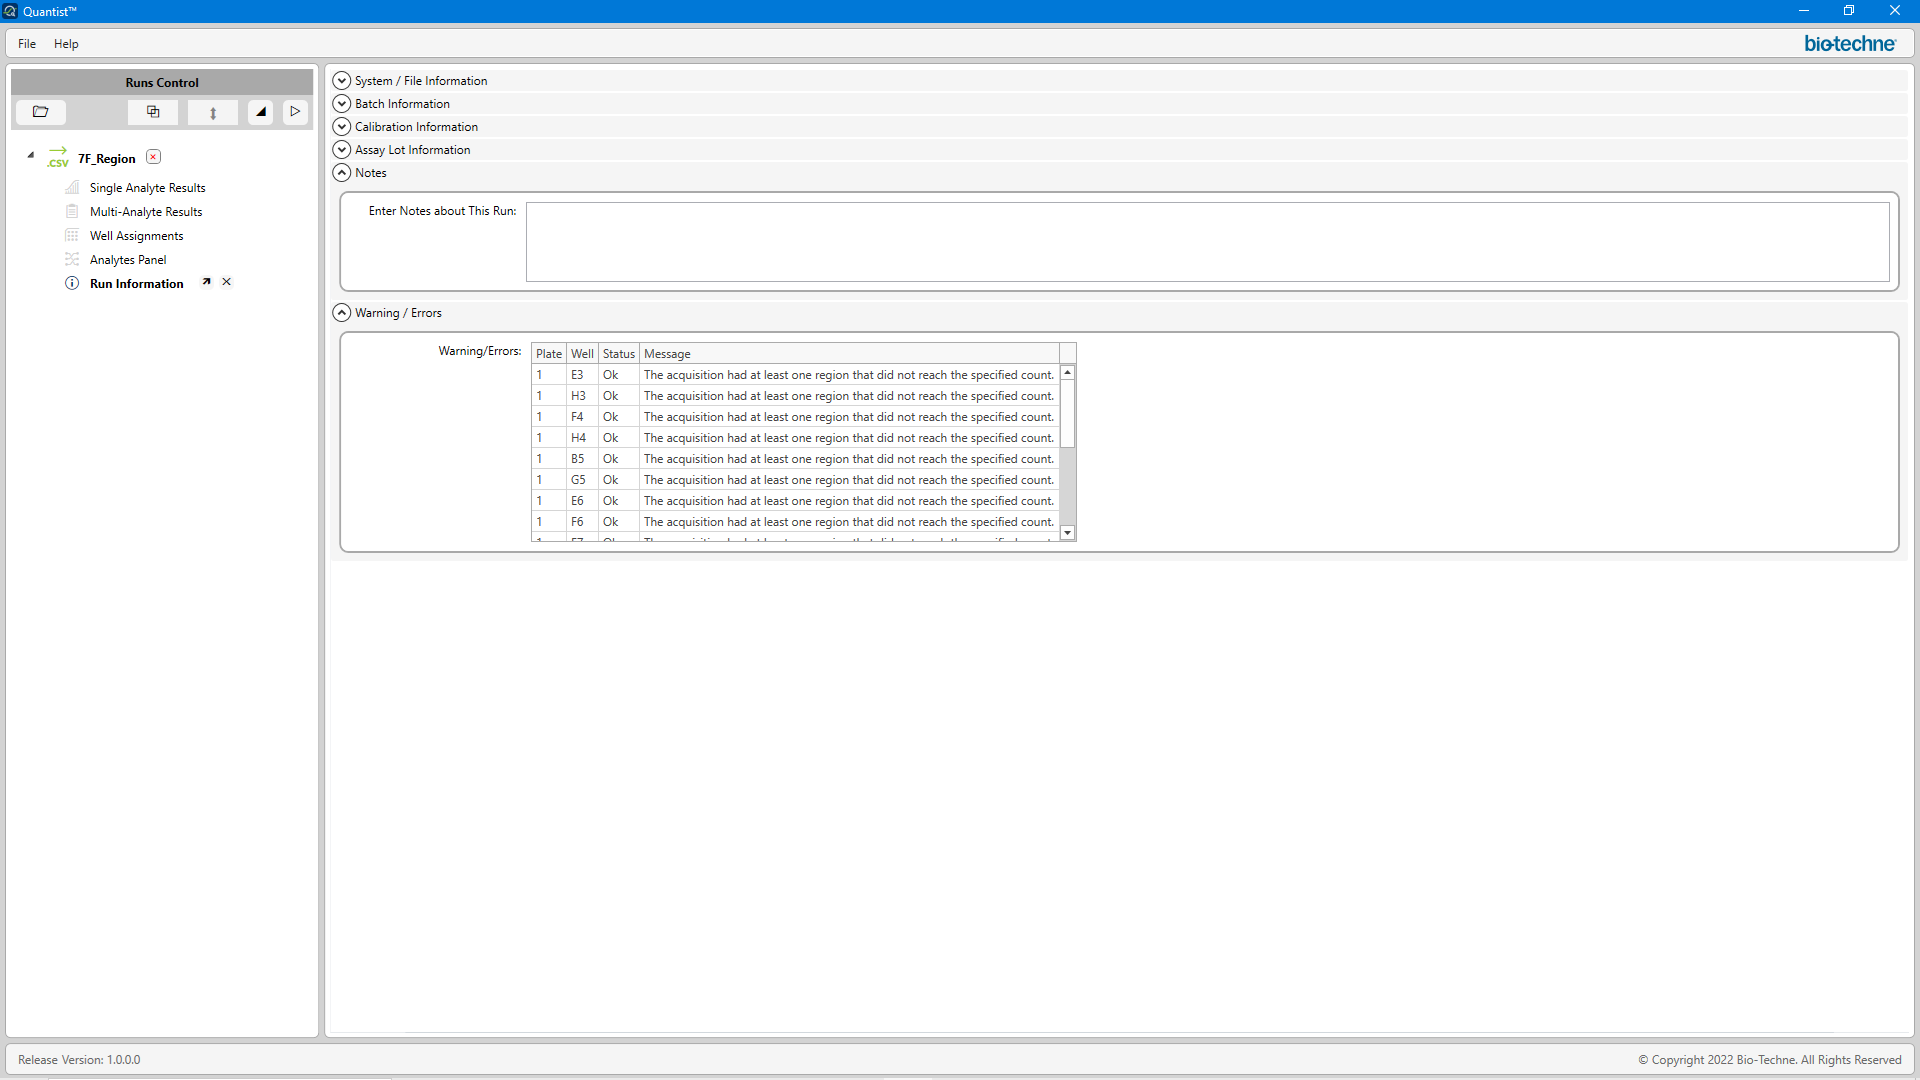 Quantist™
File Help
bio-techne
Runs Control
.CSV 7F_Region
Single Analyte Results
Multi-Analyte Results
Well Assignments
Analytes Panel
Run Information
System / File Information
Batch Information
Calibration Information
Assay Lot Information
Notes
Enter Notes about This Run:
Warning / Errors
Warning/Errors:
Plate Well Status Message
1 E3 Ok The acquisition had at least one region that did not reach the specified count.
1 H3 Ok The acquisition had at least one region that did not reach the specified count.
1 F4 Ok The acquisition had at least one region that did not reach the specified count.
1 H4 Ok The acquisition had at least one region that did not reach the specified count.
1 B5 Ok The acquisition had at least one region that did not reach the specified count.
1 G5 Ok The acquisition had at least one region that did not reach the specified count.
1 E6 Ok The acquisition had at least one region that did not reach the specified count.
1 F6 Ok The acquisition had at least one region that did not reach the specified count.
Release Version: 1.0.0.0
© Copyright 2022 Bio-Techne. All Rights Reserved